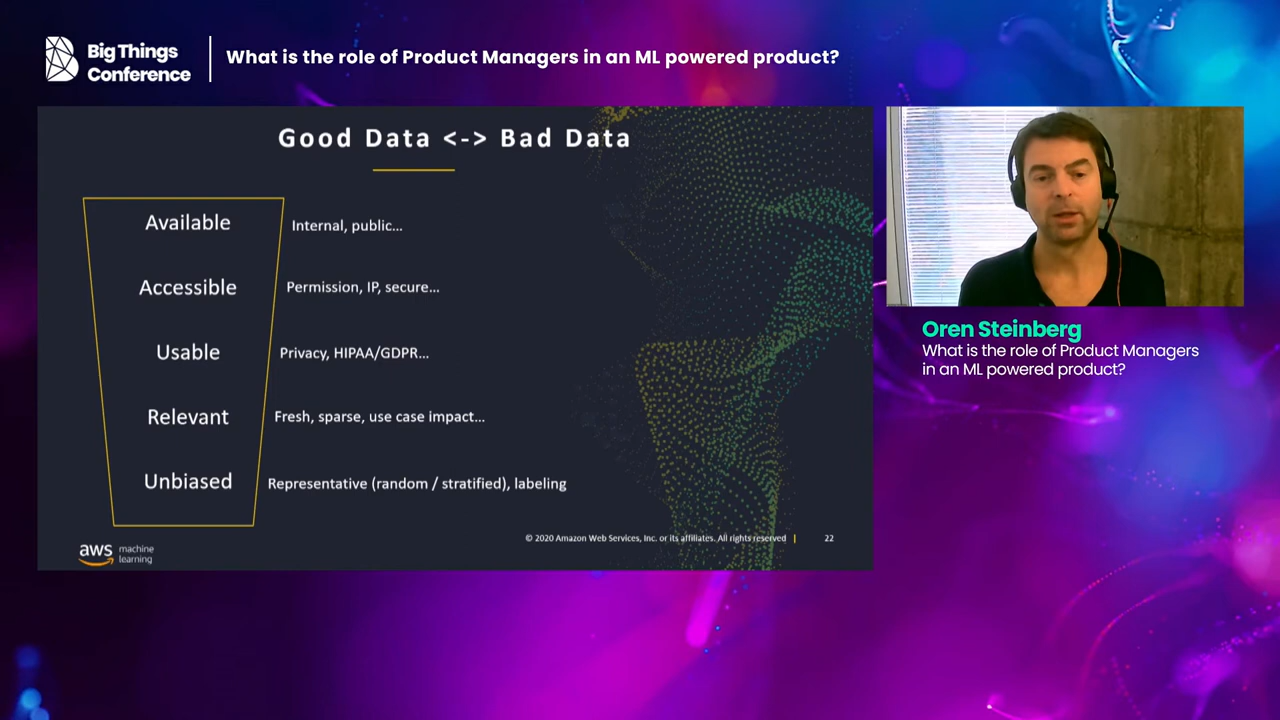 Big Things
Conference
What is the role of Product Managers in an ML powered product?
Good Data <-> Bad Data
Available
Internal, public...
Accessible
Permission, IP, secure...
Usable
Privacy, HIPAA/GDPR...
Relevant
Fresh, sparse, use case impact...
Unbiased
Representative (random / stratified), labeling
aws machine
learning
© 2020 Amazon Web Services, Inc. or its affiliates. All rights reserved | 22
Oren Steinberg
What is the role of Product Managers
in an ML powered product?